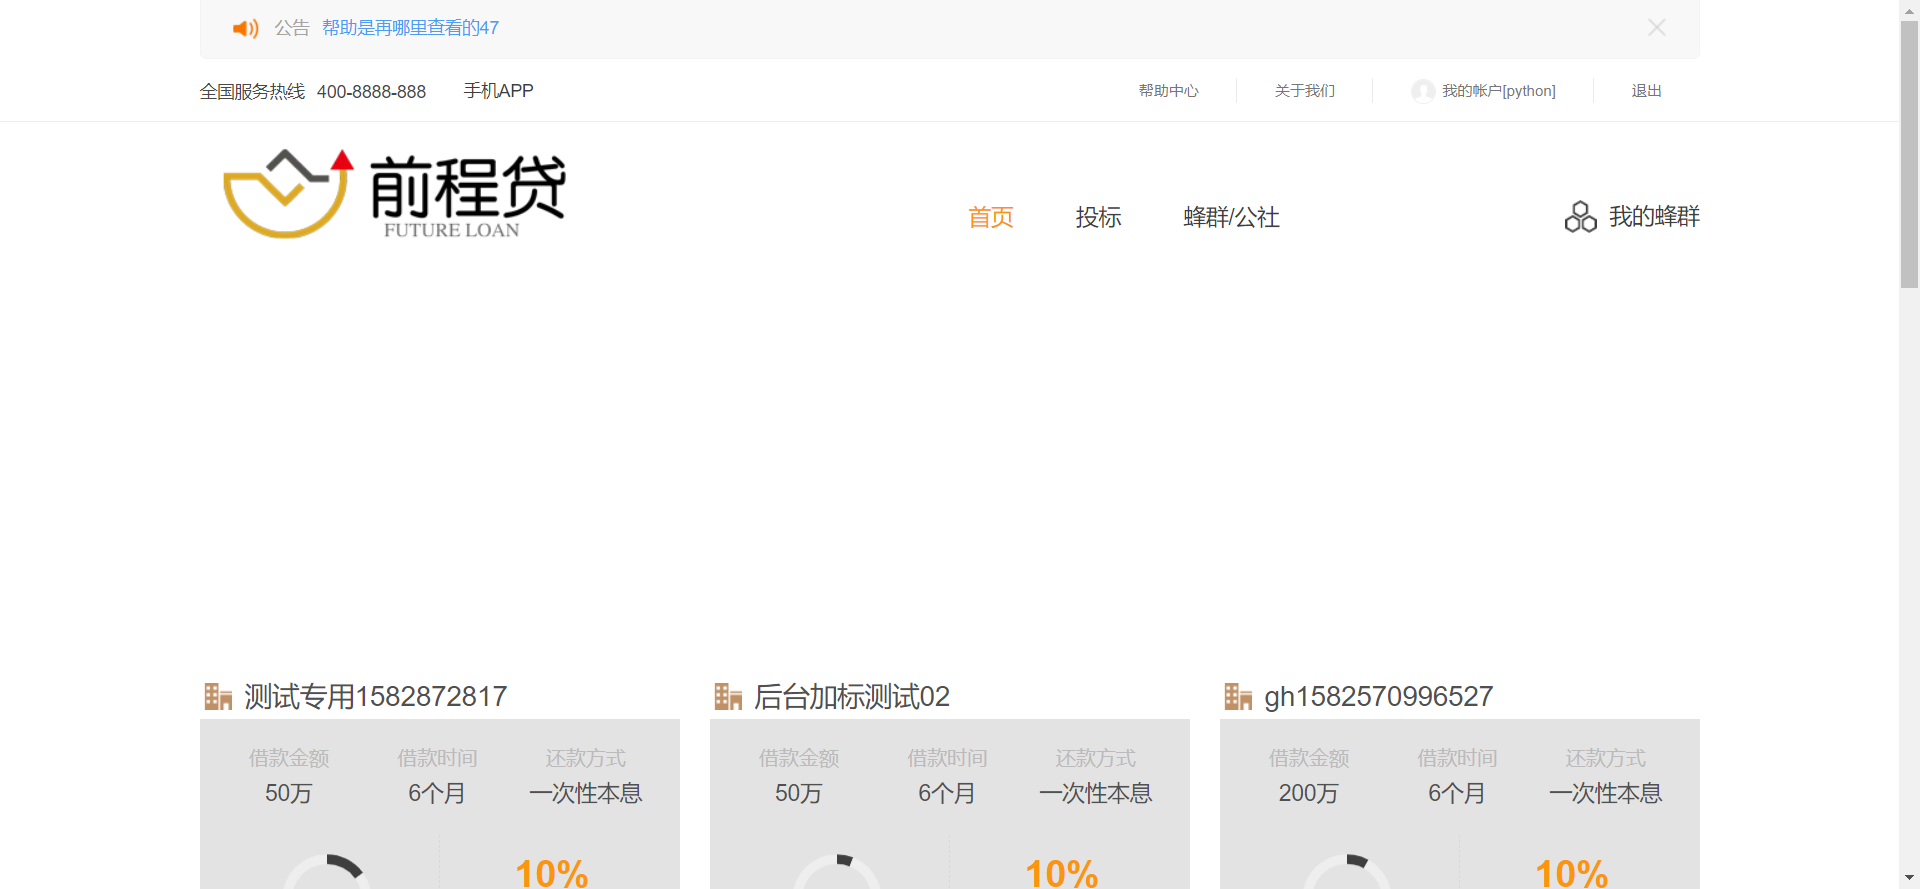 公告 帮助是再哪里查看的47
全国服务热线 400-8888-888 手机APP 帮助中心 关于我们 我的帐户[python] 退出
前程贷
FUTURE LOAN
首页 投标 蜂群/公社 我的蜂群
测试专用1582872817
借款金额 借款时间 还款方式
50万 6个月 一次性本息
10%
后台加标测试02
借款金额 借款时间 还款方式
50万 6个月 一次性本息
10%
gh1582570996527
借款金额 借款时间 还款方式
200万 6个月 一次性本息
10%